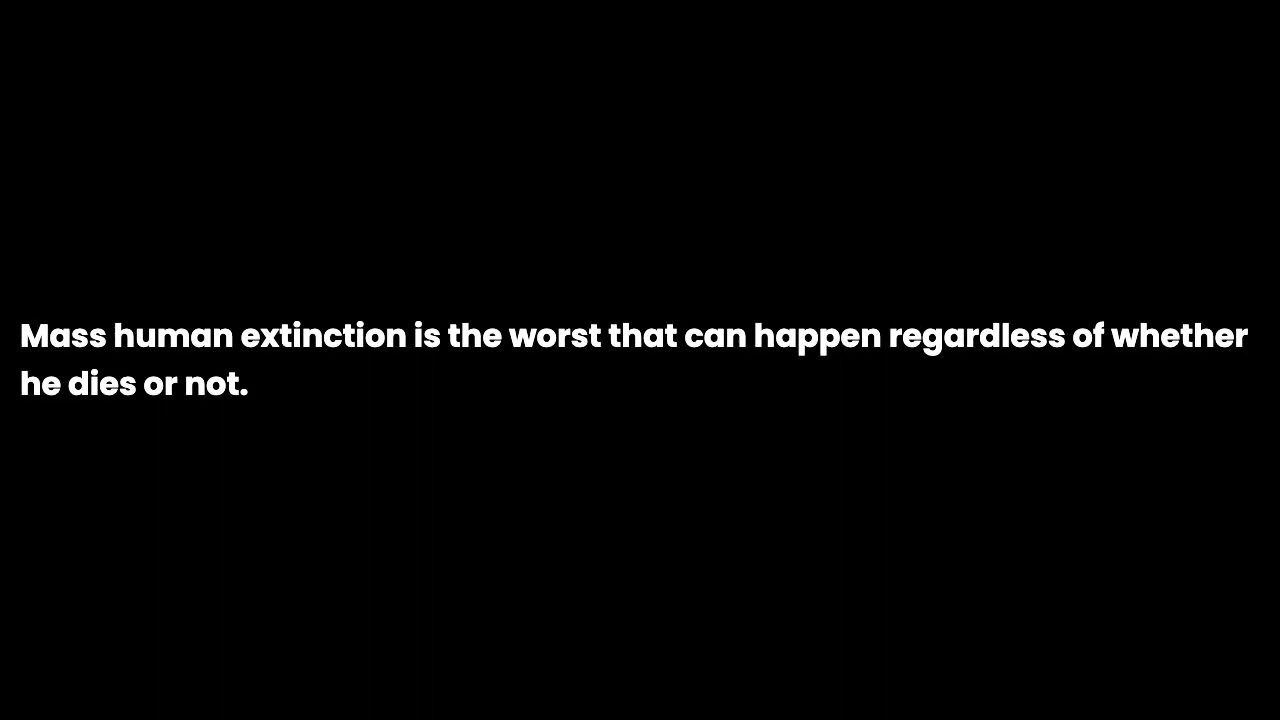 Mass human extinction is the worst that can happen regardless of whether
he dies or not.